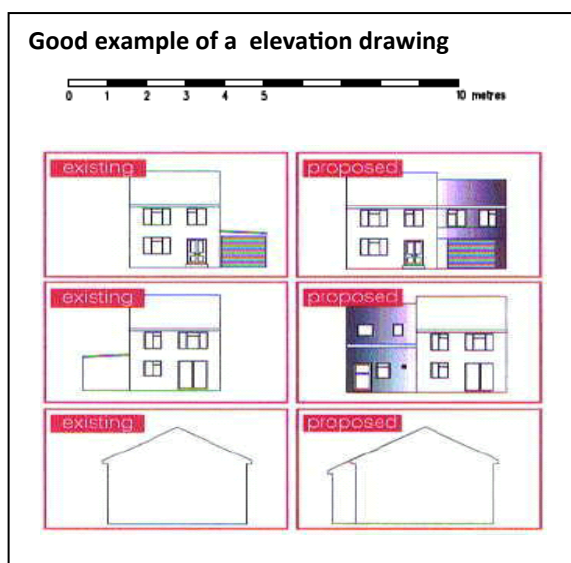 Good example of a elevation drawing
0 1 2 3 4 5 10 metres
existing proposed
existing proposed
existing proposed